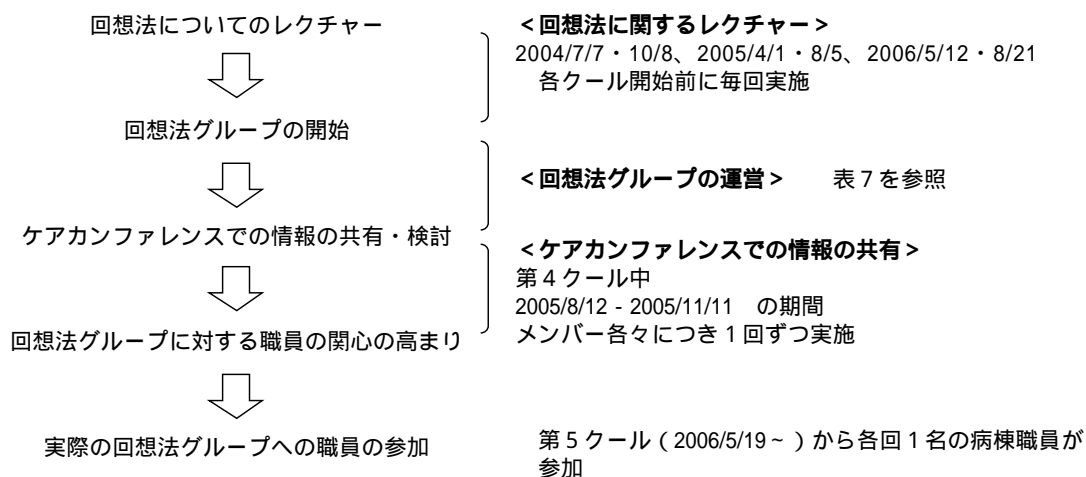 回想法についてのレクチャー
＜回想法に関するレクチャー＞
2004/7/7・10/8、2005/4/1・8/5、2006/5/12・8/21
各クール開始前に毎回実施
回想法グループの開始
＜回想法グループの運営＞　　表７を参照
ケアカンファレンスでの情報の共有・検討
＜ケアカンファレンスでの情報の共有＞
第４クール中
2005/8/12 - 2005/11/11　の期間
メンバー各々につき１回ずつ実施
回想法グループに対する職員の関心の高まり
実際の回想法グループへの職員の参加
第５クール（2006/5/19～）から各回１名の病棟職員が
参加